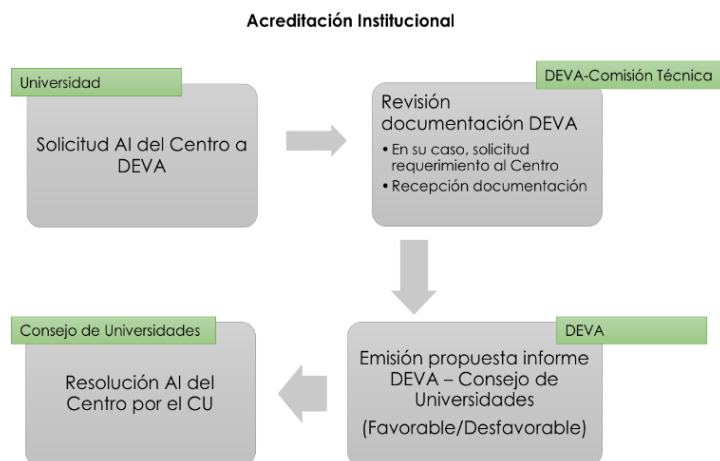 Acreditación Institucional
Universidad
Solicitud AI del Centro a
DEVA
DEVA-Comisión Técnica
Revisión
documentación DEVA
• En su caso, solicitud
requerimiento al Centro
• Recepción documentación
Consejo de Universidades
Resolución AI del
Centro por el CU
DEVA
Emisión propuesta informe
DEVA – Consejo de
Universidades
(Favorable/Desfavorable)